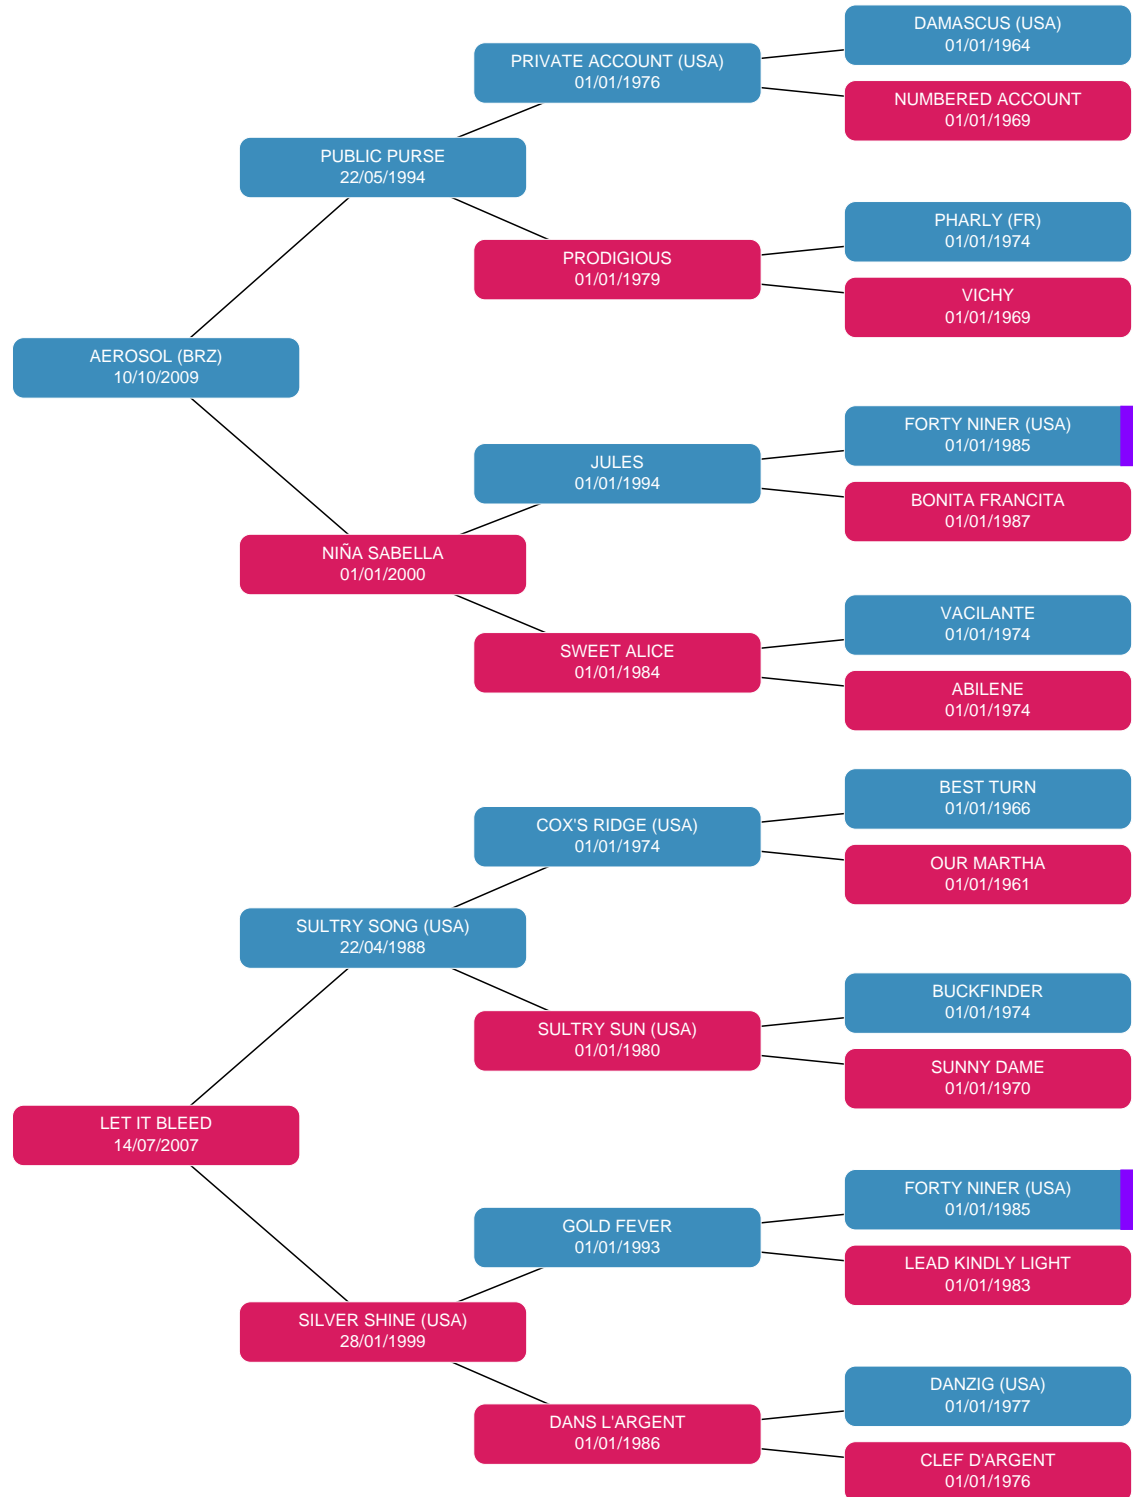 DAMASCUS (USA)
01/01/1964
PRIVATE ACCOUNT (USA)
01/01/1976
NUMBERED ACCOUNT
01/01/1969
PUBLIC PURSE
22/05/1994
PHARLY (FR)
01/01/1974
PRODIGIOUS
01/01/1979
VICHY
01/01/1969
AEROSOL (BRZ)
10/10/2009
FORTY NINER (USA)
01/01/1985
JULES
01/01/1994
BONITA FRANCITA
01/01/1987
NIÑA SABELLA
01/01/2000
VACILANTE
01/01/1974
SWEET ALICE
01/01/1984
ABILENE
01/01/1974
BEST TURN
01/01/1966
COX'S RIDGE (USA)
01/01/1974
OUR MARTHA
01/01/1961
SULTRY SONG (USA)
22/04/1988
BUCKFINDER
01/01/1974
SULTRY SUN (USA)
01/01/1980
SUNNY DAME
01/01/1970
LET IT BLEED
14/07/2007
FORTY NINER (USA)
01/01/1985
GOLD FEVER
01/01/1993
LEAD KINDLY LIGHT
01/01/1983
SILVER SHINE (USA)
28/01/1999
DANZIG (USA)
01/01/1977
DANS L'ARGENT
01/01/1986
CLEF D'ARGENT
01/01/1976